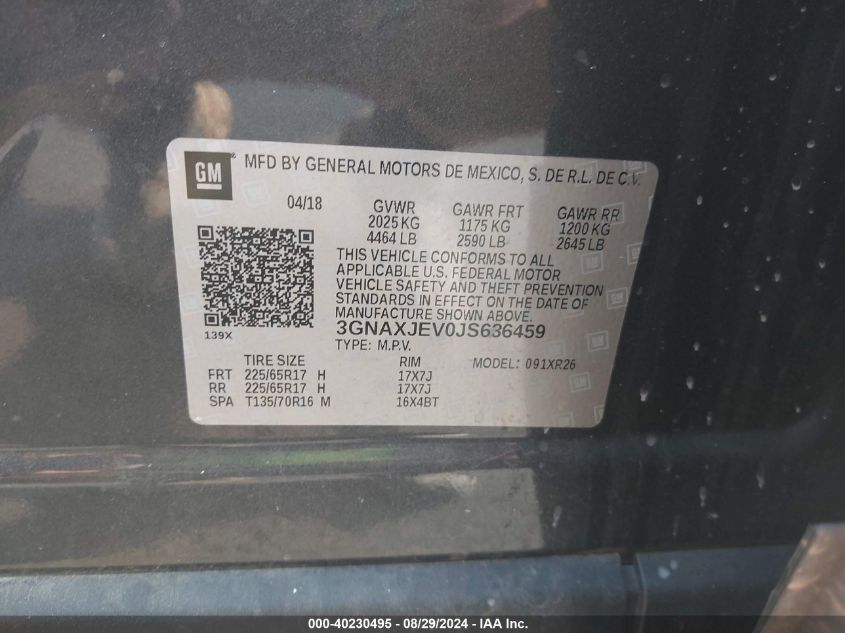 GM
MFD BY GENERAL MOTORS DE MEXICO, S. DE R.L. DE C.V.
04/18 GVWR GAWR FRT GAWR RR
2025 KG 1175 KG 1200 KG
4464 LB 2590 LB 2645 LB
THIS VEHICLE CONFORMS TO ALL
APPLICABLE U.S. FEDERAL MOTOR
VEHICLE SAFETY AND THEFT PREVENTION
STANDARDS IN EFFECT ON THE DATE OF
MANUFACTURE SHOWN ABOVE.
139X 3GNAXJEV0JS636459
TYPE: M.P.V. MODEL: 091XR26
TIRE SIZE RIM
FRT 225/65R17 H 17X7J
RR 225/65R17 H 17X7J
SPA T135/70R16 M 16X4BT
000-40230495 - 08/29/2024 - IAAI Inc.